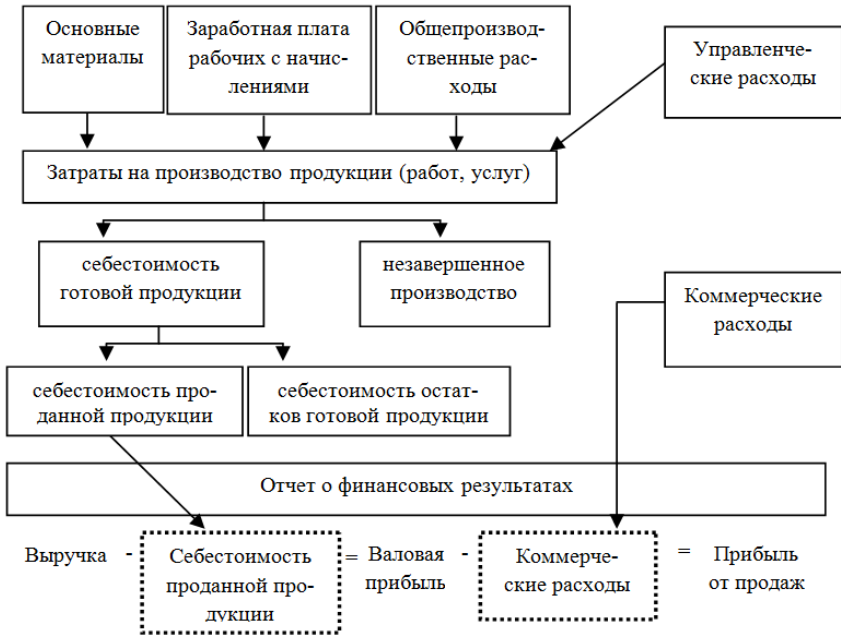 Основные
материалы
Заработная плата
рабочих с начис-
лениями
Общепроизвод-
ственные рас-
ходы
Управленче-
ские расходы
Затраты на производство продукции (работ, услуг)
себестоимость
готовой продукции
незавершенное
производство
Коммерческие
расходы
себестоимость про-
данной продукции
себестоимость остат-
ков готовой продукции
Отчет о финансовых результатах
Выручка
-
Себестоимость
проданной про-
дукции
=
Валовая
прибыль
-
Коммерче-
ские расходы
=
Прибыль
от продаж